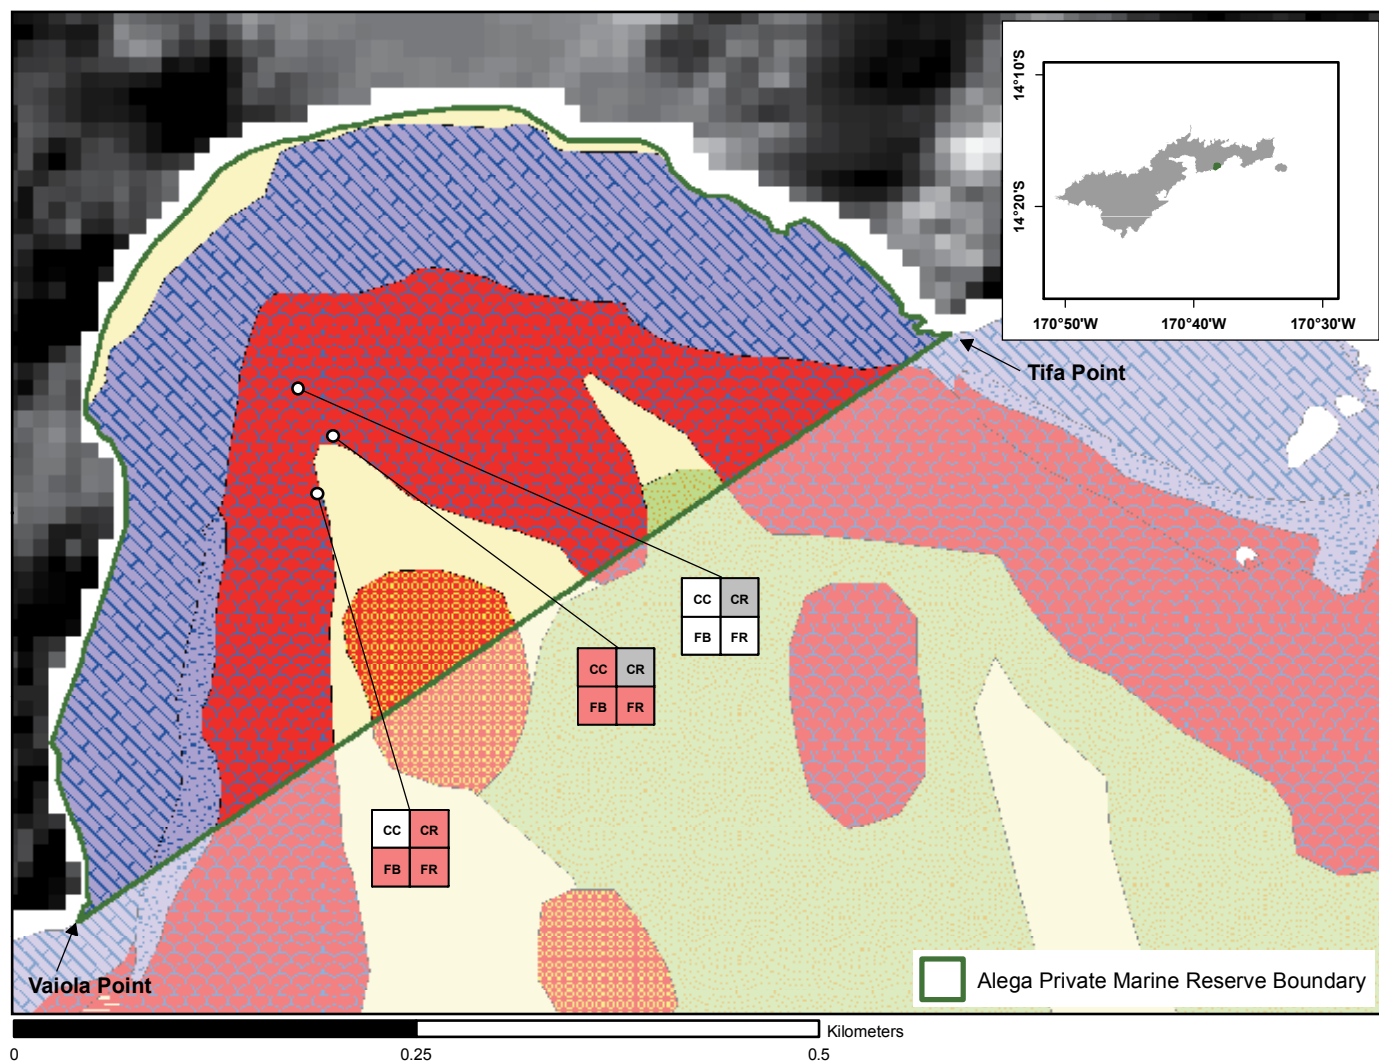 14°10'S
14°20'S
170°50'W
170°40'W
170°30'W
Tifa Point
CC
CR
FB
FR
CC
CR
FB
FR
CC
CR
FB
FR
Vaiola Point
Alega Private Marine Reserve Boundary
Kilometers
0
0.25
0.5